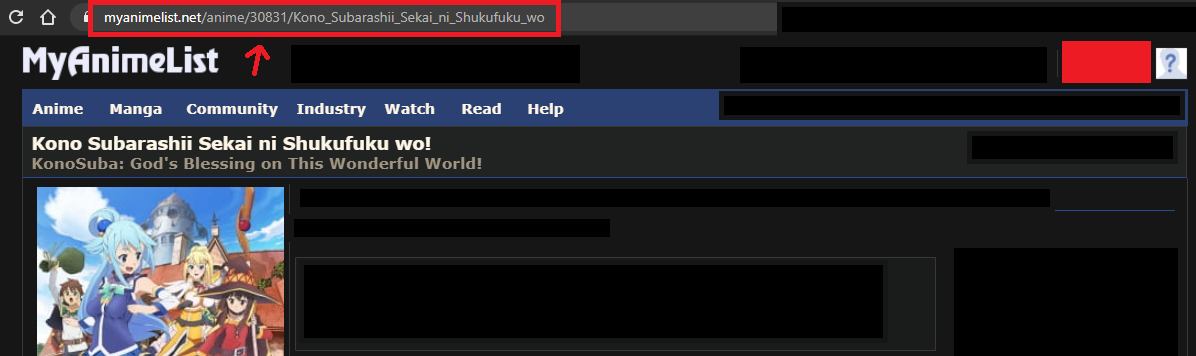 myanimelist.net/anime/30831/Kono_Subarashii_Sekai_ni_Shukufuku_wo
MyAnimeList
?
Anime Manga Community Industry Watch Read Help
Kono Subarashii Sekai ni Shukufuku wo!
KonoSuba: God's Blessing on This Wonderful World!